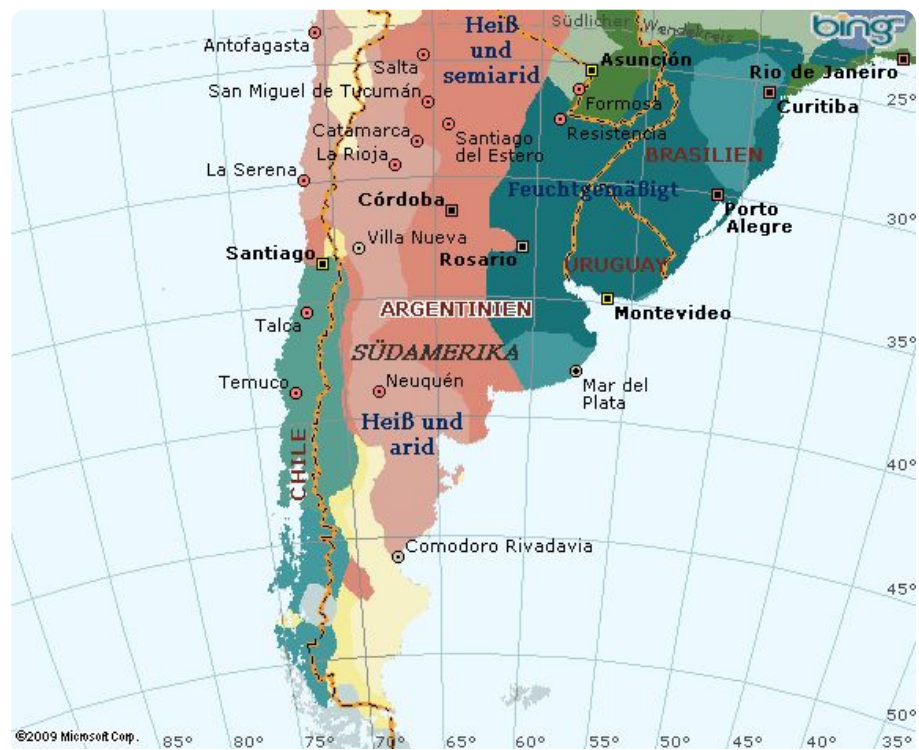 Südlicher Wendekreis
bing
Antofagasta
Heiß
und
semiarid
Salta
Asunción
Rio de Janeiro
25°
San Miguel de Tucumán
Formosa
Curitiba
Catamarca
Santiago
del Estero
Resistencia
La Rioja
BRASILIEN
La Serena
Feuchtgemäßigt
Córdoba
Porto
Alegre
30°
Villa Nueva
Santiago
Rosario
URUGUAY
ARGENTINIEN
Montevideo
Talca
35°
SÜDAMERIKA
Temuco
Neuquén
Mar del
Plata
Heiß und
arid
CHILE
40°
Comodoro Rivadavia
45°
50°
©2009 Microsoft Corp.
85°
80°
75°
70°
65°
60°
55°
50°
45°
40°
35°